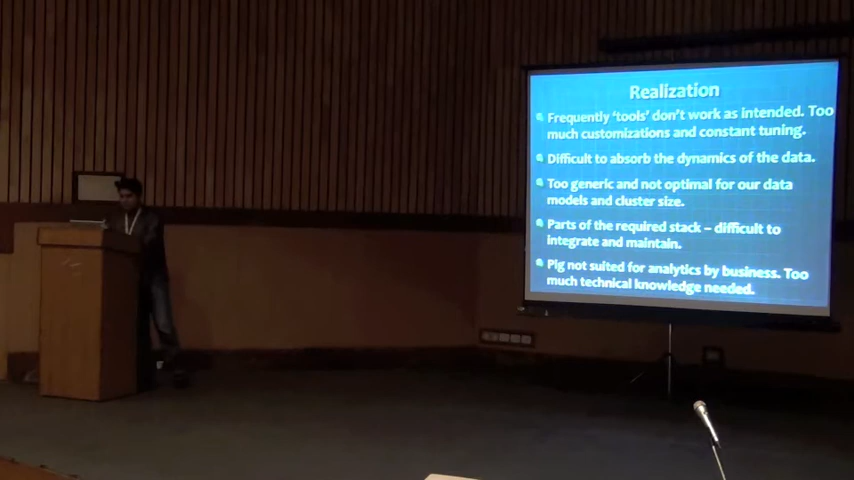 Realization
Frequently 'tools' don't work as intended. Too
much customizations and constant tuning.
Difficult to absorb the dynamics of the data.
Too generic and not optimal for our data
models and cluster size.
Parts of the required stack – difficult to
integrate and maintain.
Pig not suited for analytics by business. Too
much technical knowledge needed.